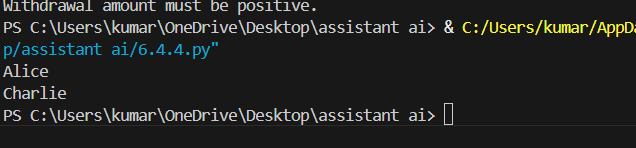 Withdrawal amount must be positive.
PS C:\Users\kumar\OneDrive\Desktop\assistant ai> & C:/Users/kumar/AppDa
p/assistant ai/6.4.4.py"
Alice
Charlie
PS C:\Users\kumar\OneDrive\Desktop\assistant ai>